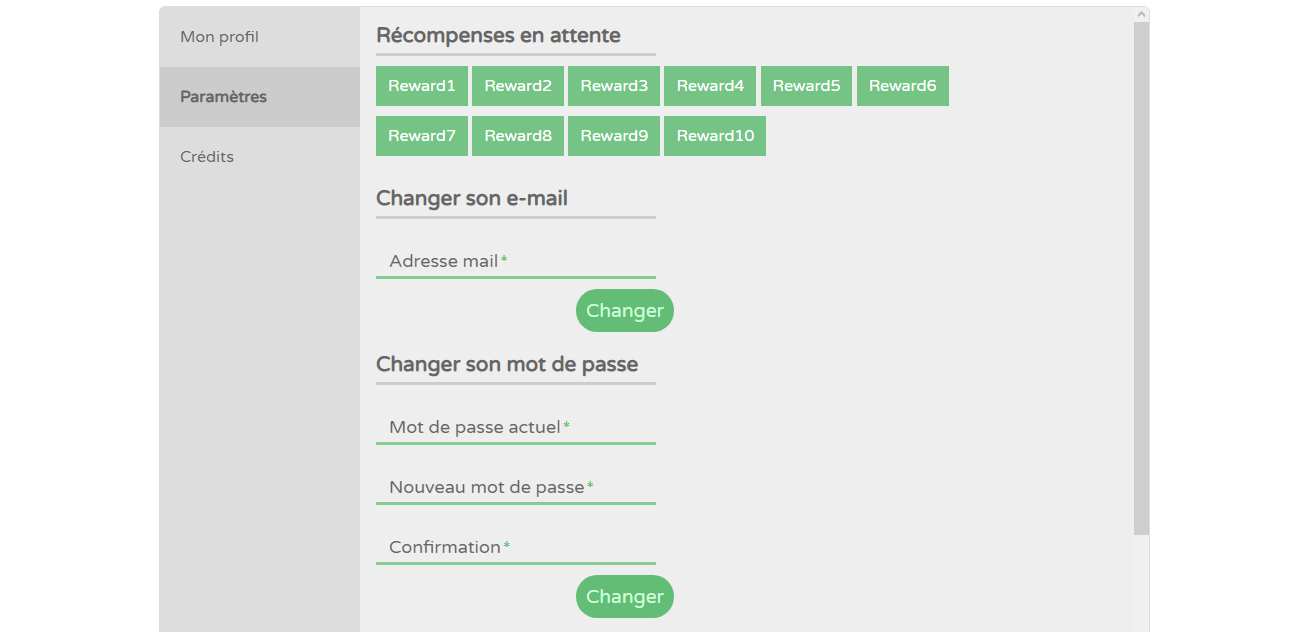 Mon profil
Paramètres
Crédits
Récompenses en attente
Reward1 Reward2 Reward3 Reward4 Reward5 Reward6
Reward7 Reward8 Reward9 Reward10
Changer son e-mail
Adresse mail *
Changer
Changer son mot de passe
Mot de passe actuel *
Nouveau mot de passe *
Confirmation *
Changer